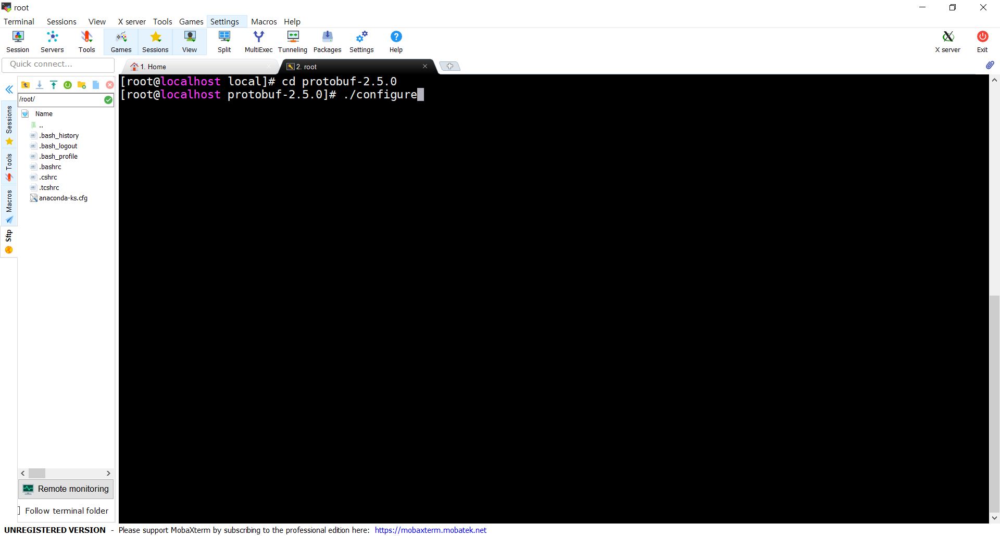 root
Terminal Sessions View X server Tools Games Settings Macros Help
Session Servers Tools Games Sessions View Split MultiExec Tunneling Packages Settings Help X server Exit
Quick connect...
1. Home
2. root
/root/
Name
..
.bash_history
.bash_logout
.bash_profile
.bashrc
.cshrc
.tcshrc
anaconda-ks.cfg
Sessions
Tools
Macros
Sftp
Remote monitoring
Follow terminal folder
[root@localhost local]# cd protobuf-2.5.0
[root@localhost protobuf-2.5.0]# ./configure
UNREGISTERED VERSION - Please support MobaXterm by subscribing to the professional edition here: https://mobaxterm.mobatek.net